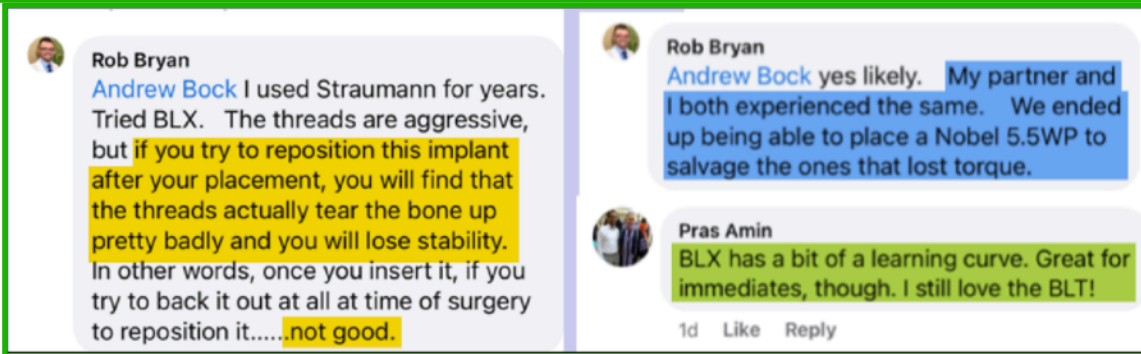 Rob Bryan
Andrew Bock I used Straumann for years.
Tried BLX. The threads are aggressive,
but if you try to reposition this implant
after your placement, you will find that
the threads actually tear the bone up
pretty badly and you will lose stability.
In other words, once you insert it, if you
try to back it out at all at time of surgery
to reposition it......not good.
Rob Bryan
Andrew Bock yes likely. My partner and
I both experienced the same. We ended
up being able to place a Nobel 5.5WP to
salvage the ones that lost torque.
Pras Amin
BLX has a bit of a learning curve. Great for
immediates, though. I still love the BLT!
1d Like Reply